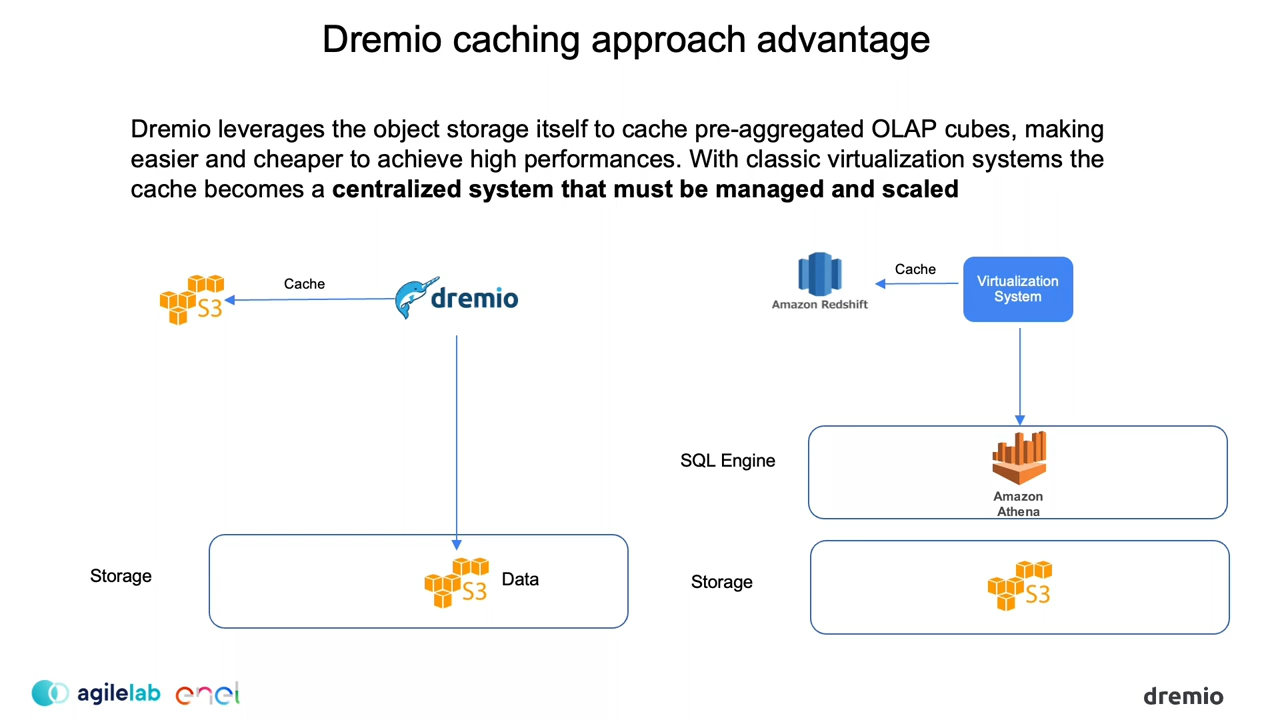 Dremio caching approach advantage
Dremio leverages the object storage itself to cache pre-aggregated OLAP cubes, making
easier and cheaper to achieve high performances. With classic virtualization systems the
cache becomes a centralized system that must be managed and scaled
S3
Cache
dremio
Storage
S3
Data
Amazon Redshift
Cache
Virtualization
System
SQL Engine
Amazon
Athena
Storage
S3
agilelab
enel
dremio